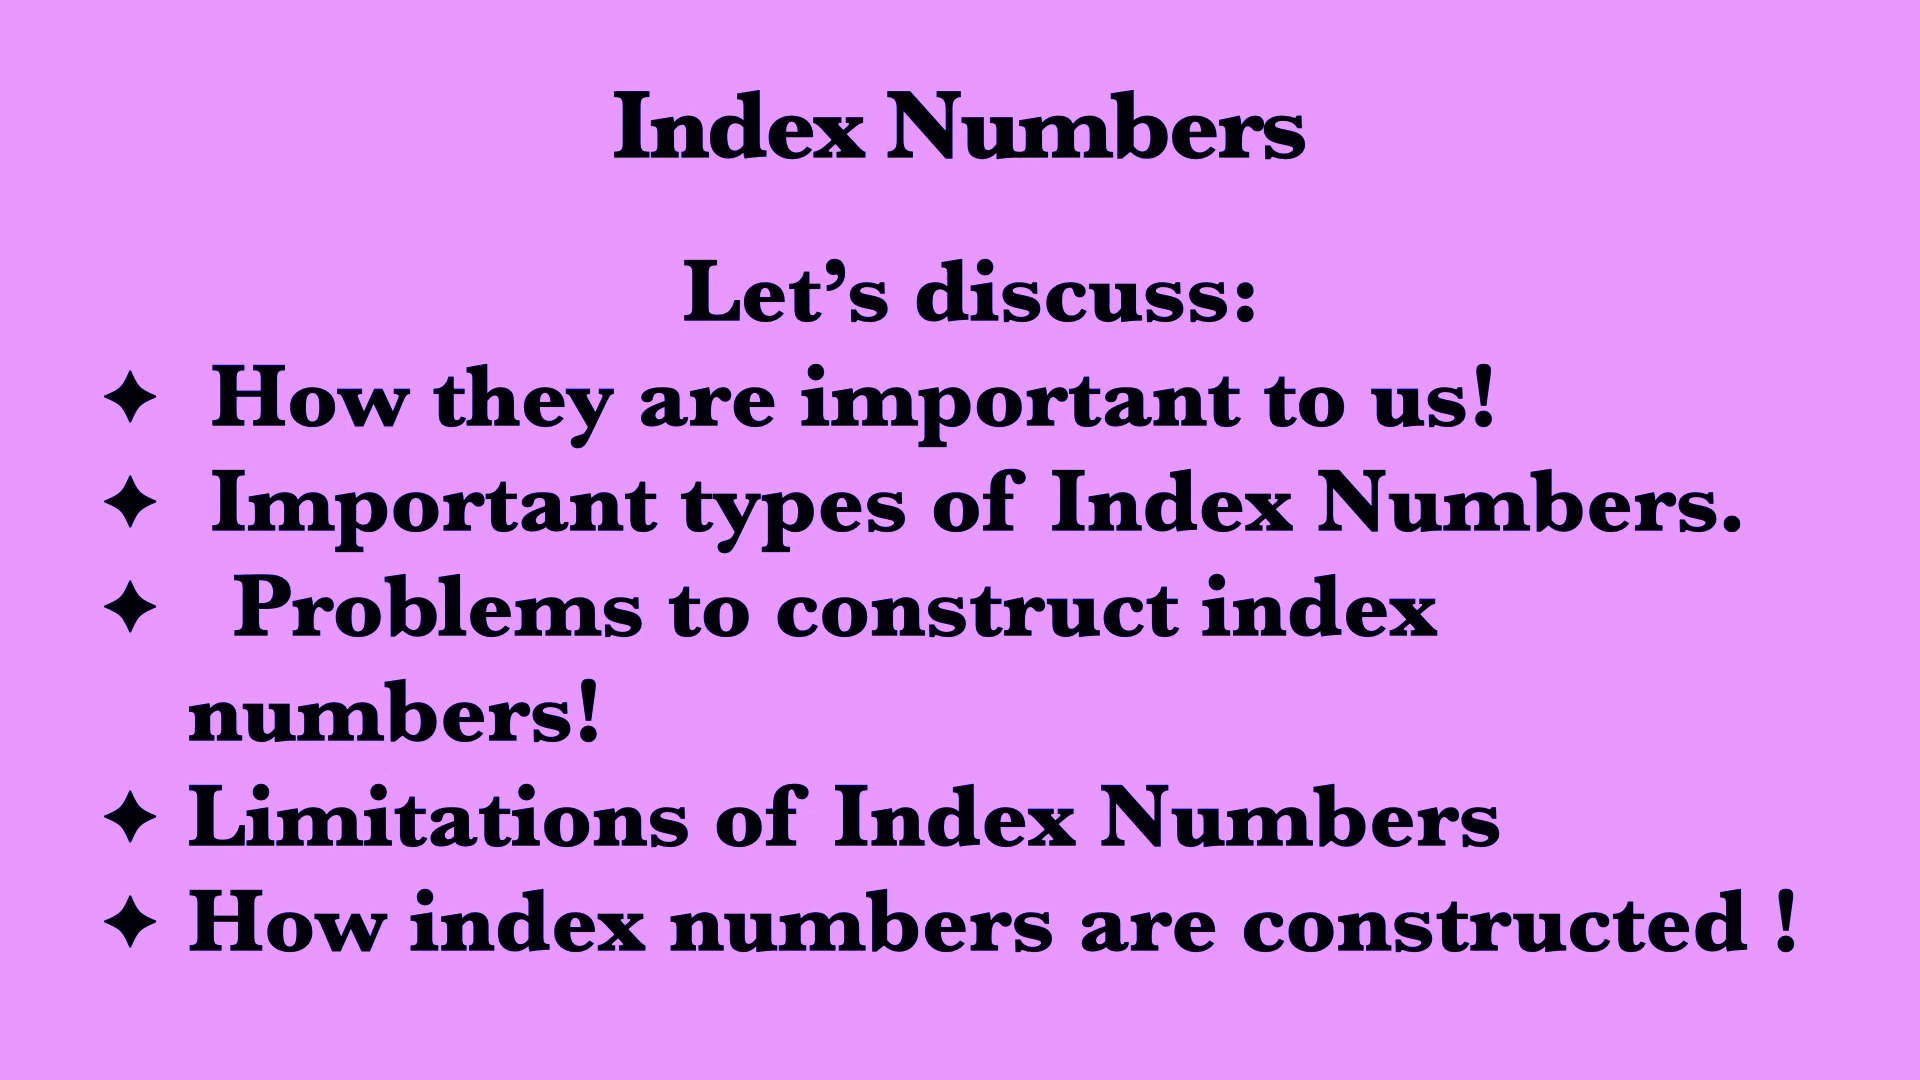 Index Numbers
Let’s discuss:
✦ How they are important to us!
✦ Important types of Index Numbers.
✦ Problems to construct index
numbers!
✦ Limitations of Index Numbers
✦ How index numbers are constructed !